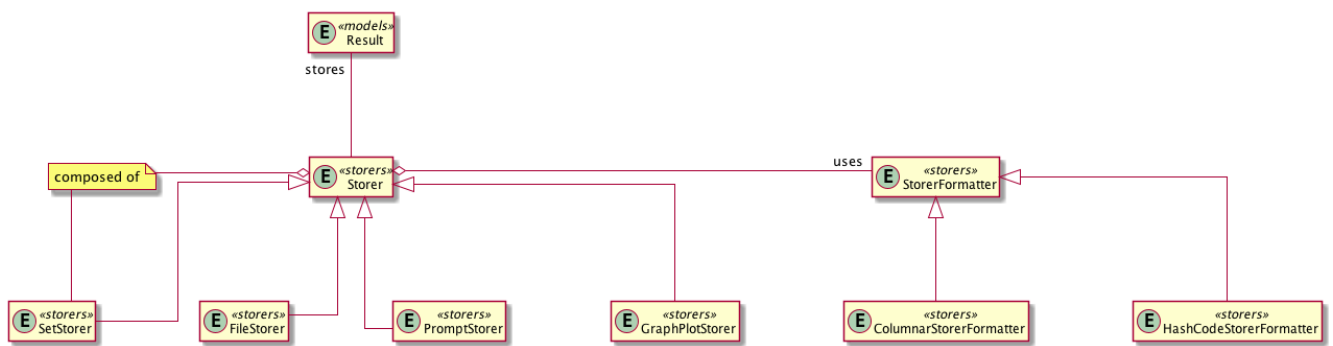 E «models»
Result
stores
composed of
E «storers»
Storer
uses
E «storers»
StorerFormatter
E «storers»
SetStorer
E «storers»
FileStorer
E «storers»
PromptStorer
E «storers»
GraphPlotStorer
E «storers»
ColumnarStorerFormatter
E «storers»
HashCodeStorerFormatter